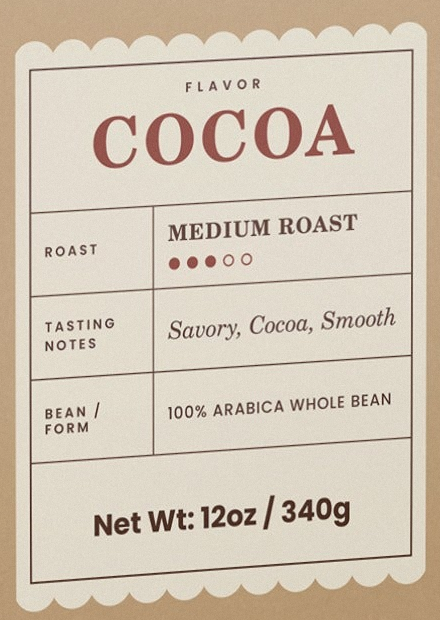 FLAVOR
COCOA
ROAST
MEDIUM ROAST
TASTING
NOTES
Savory, Cocoa, Smooth
BEAN /
FORM
100% ARABICA WHOLE BEAN
Net Wt: 12oz / 340g